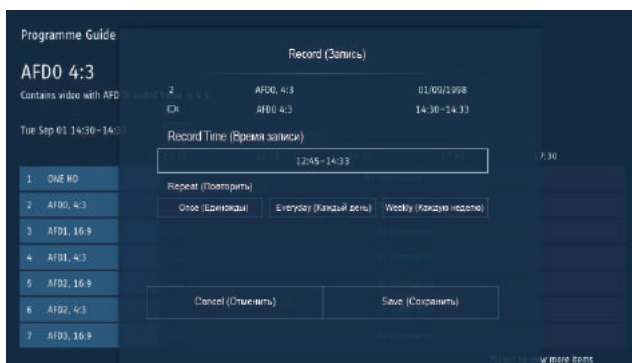 Programme Guide
Record (Запись)
AFD0 4:3
Contains video with AFD
2 AFD0, 4:3 01/09/1998
AFD0 4:3 14:30-14:33
Tue Sep 01 14:30-14:3
Record Time (Время записи)
7:30
12:45-14:33
1 ONE HD
Repeat (Повторить)
2 AFD0, 4:3
Once (Единожды) Everyday (Каждый день) Weekly (Каждую неделю)
3 AFD1, 16:9
4 AFD1, 4:3
5 AFD2, 16:9
Cancel (Отменить) Save (Сохранить)
6 AFD2, 4:3
7 AFD3, 16:9
w more items